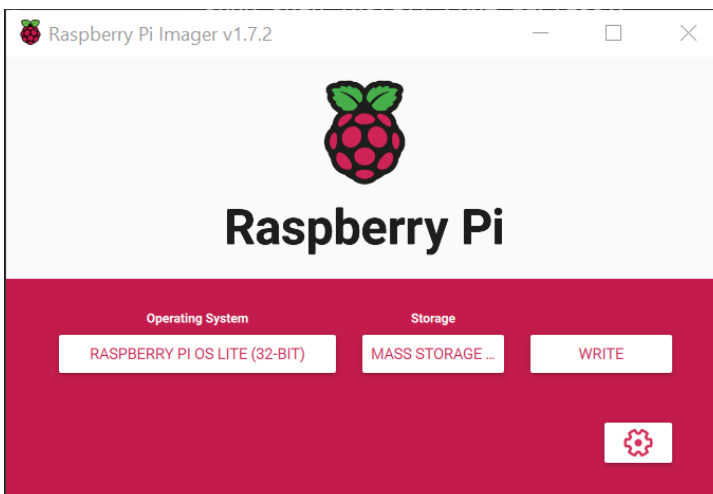 Raspberry Pi Imager v1.7.2
Raspberry Pi
Operating System
Storage
RASPBERRY PI OS LITE (32-BIT)
MASS STORAGE ...
WRITE